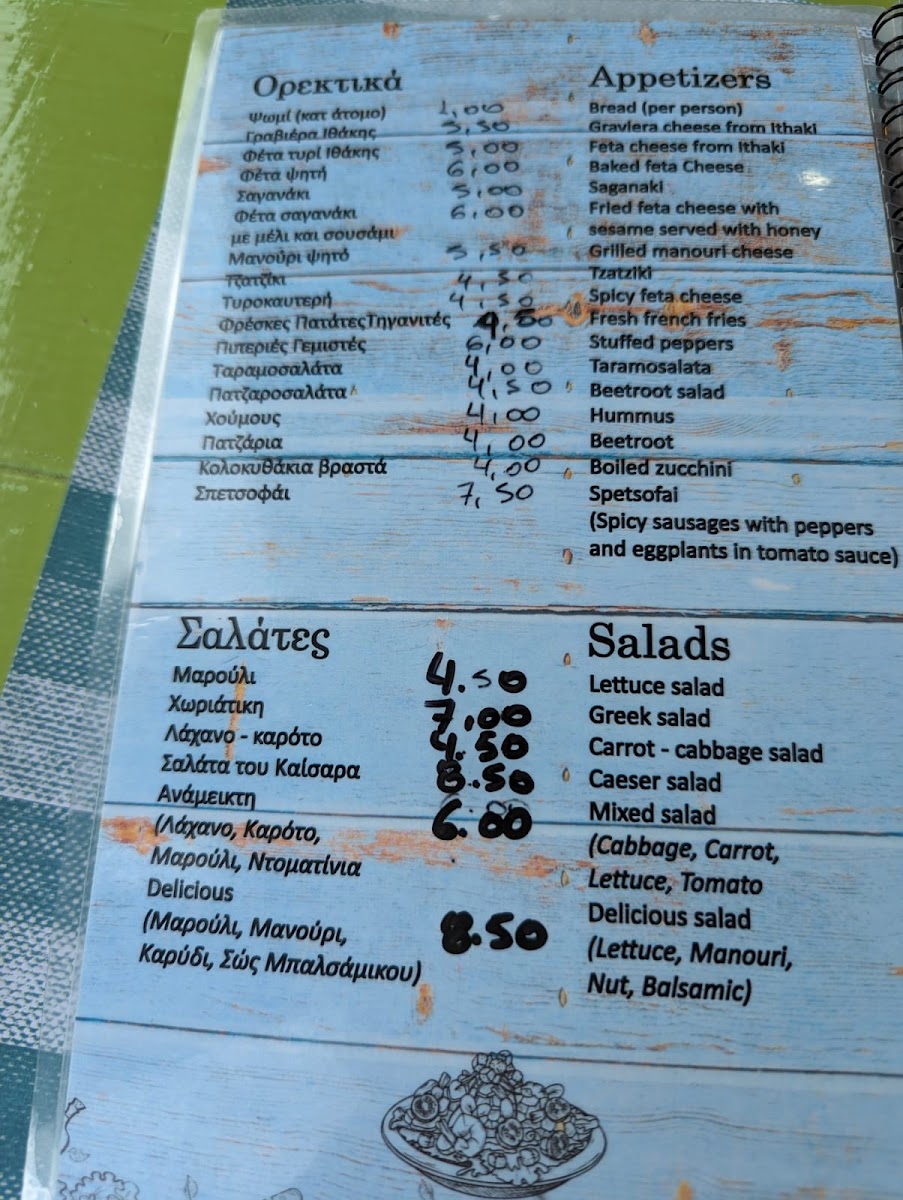 Ορεκτικά Appetizers
Ψωμί (κατ άτομο) 1,00 Bread (per person)
Γραβιέρα Ιθάκης 5,50 Graviera cheese from Ithaki
Φέτα τυρί Ιθάκης 5,00 Feta cheese from Ithaki
Φέτα ψητή 6,00 Baked feta Cheese
Σαγανάκι 5,00 Saganaki
Φέτα σαγανάκι 6,00 Fried feta cheese with
με μέλι και σουσάμι sesame served with honey
Μανούρι ψητό 5,50 Grilled manouri cheese
Τζατζίκι 4,50 Tzatziki
Τυροκαυτερή 4,50 Spicy feta cheese
Φρέσκες ΠατάτεςΤηγανιτές 4,50 Fresh french fries
Πιπεριές Γεμιστές 6,00 Stuffed peppers
Ταραμοσαλάτα 4,00 Taramosalata
Πατζαροσαλάτα 4,50 Beetroot salad
Χούμους 4,00 Hummus
Πατζάρια 4,00 Beetroot
Κολοκυθάκια βραστά 4,00 Boiled zucchini
Σπετσοφάι 7,50 Spetsofai
(Spicy sausages with peppers
and eggplants in tomato sauce)
Σαλάτες Salads
Μαρούλι 4.50 Lettuce salad
Χωριάτικη 7,00 Greek salad
Λάχανο - καρότο 4.50 Carrot - cabbage salad
Σαλάτα του Καίσαρα 8.50 Caeser salad
Ανάμεικτη 6.00 Mixed salad
(Λάχανο, Καρότο, (Cabbage, Carrot,
Μαρούλι, Ντοματίνια Lettuce, Tomato
Delicious Delicious salad
(Μαρούλι, Μανούρι, 8.50 (Lettuce, Manouri,
Καρύδι, Σώς Μπαλσάμικου) Nut, Balsamic)